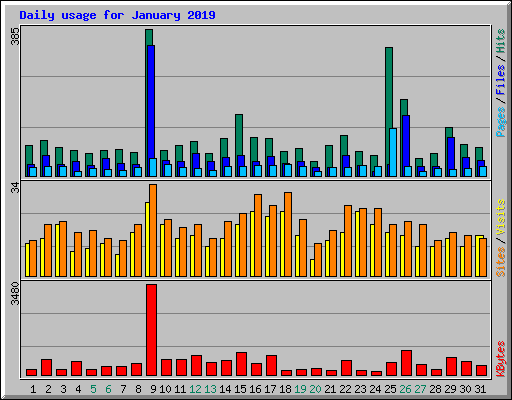 Daily usage for January 2019
385
Pages / Files / Hits
34
Sites / Visits
3480
KBytes
1 2 3 4 5 6 7 8 9 10 11 12 13 14 15 16 17 18 19 20 21 22 23 24 25 26 27 28 29 30 31